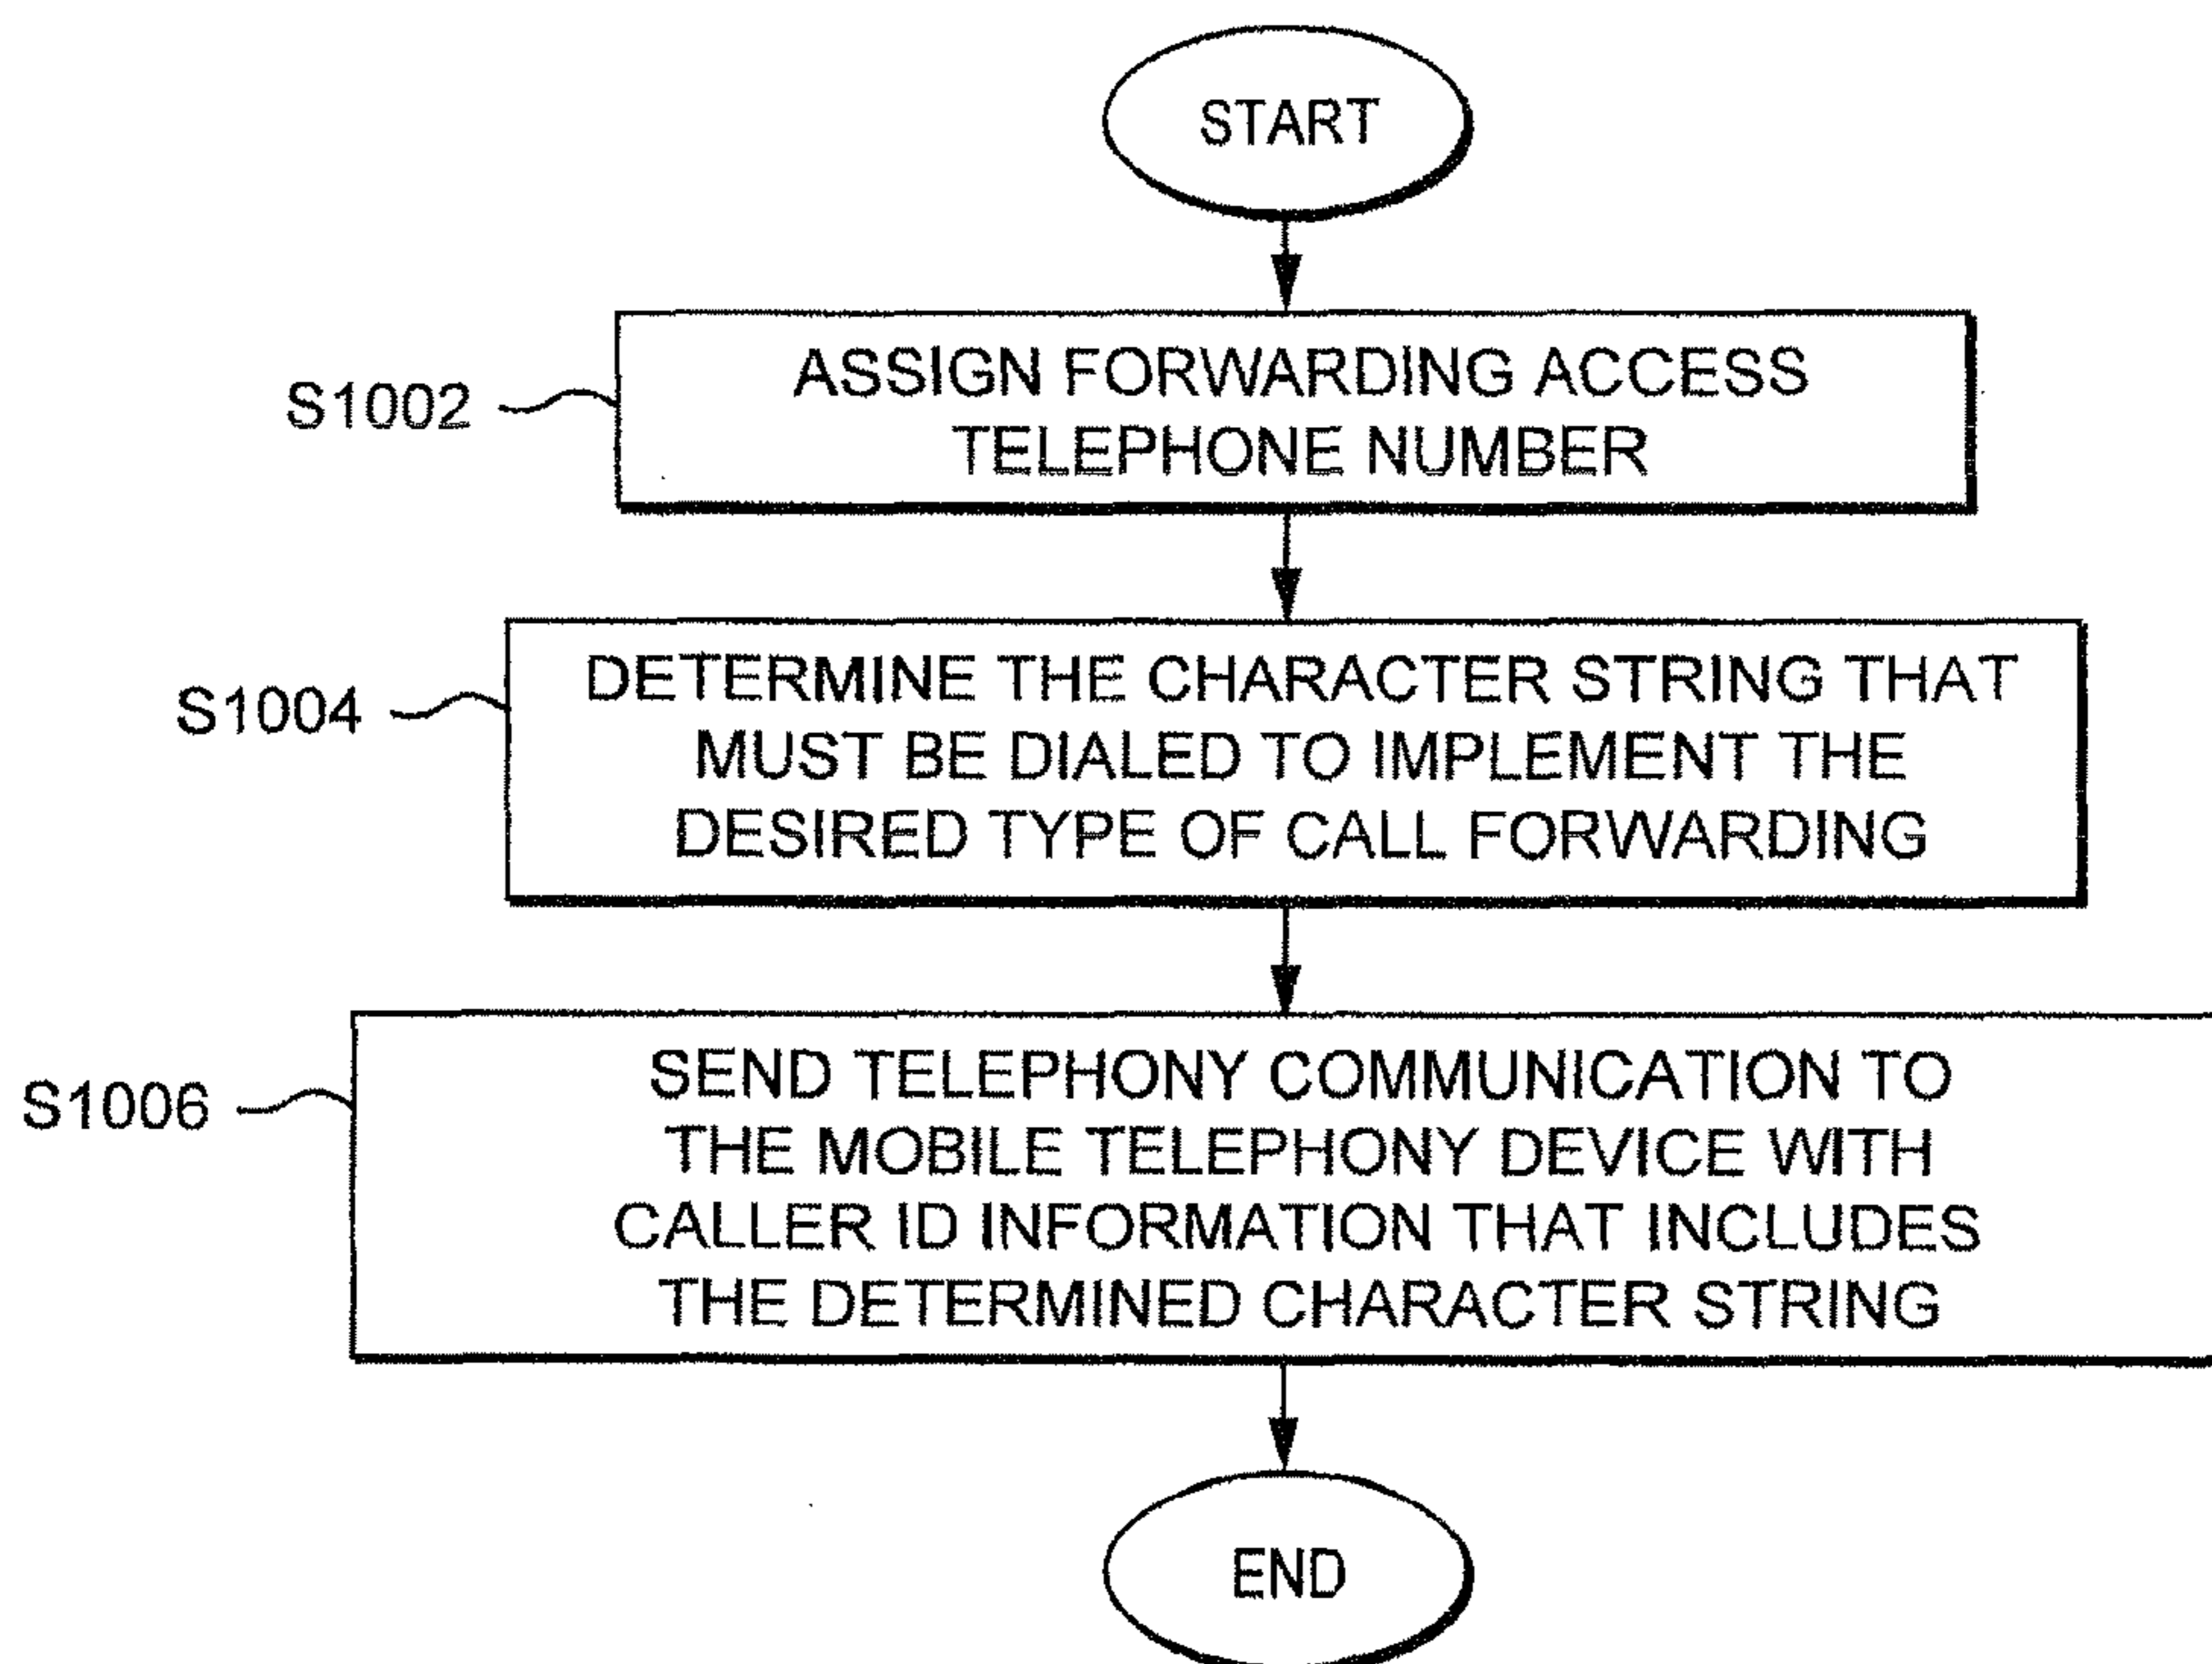 START
S1002
ASSIGN FORWARDING ACCESS
TELEPHONE NUMBER
S1004
DETERMINE THE CHARACTER STRING THAT
MUST BE DIALED TO IMPLEMENT THE
DESIRED TYPE OF CALL FORWARDING
S1006
SEND TELEPHONY COMMUNICATION TO
THE MOBILE TELEPHONY DEVICE WITH
CALLER ID INFORMATION THAT INCLUDES
THE DETERMINED CHARACTER STRING
END